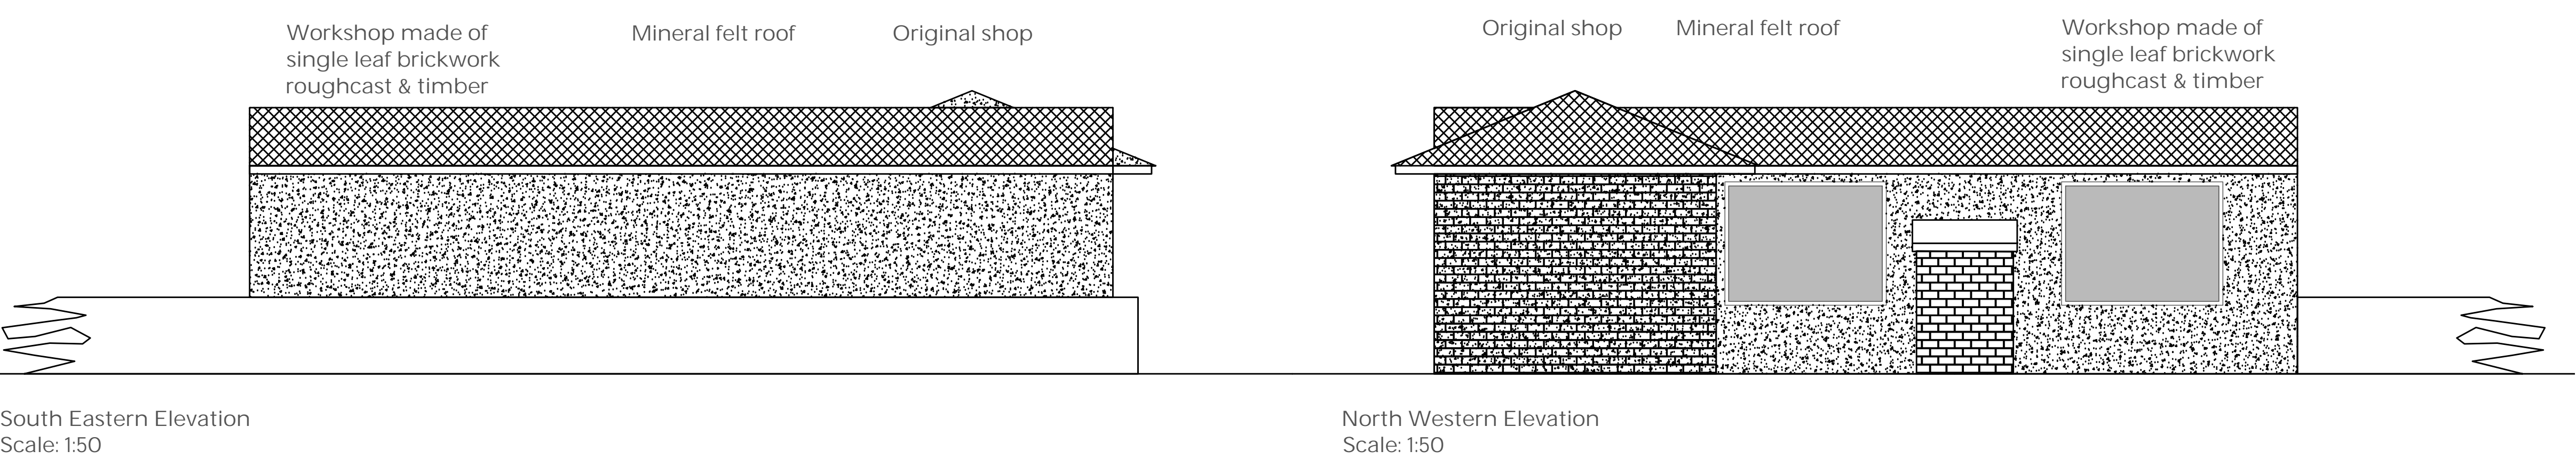 Workshop made of
single leaf brickwork
roughcast & timber
Mineral felt roof
Original shop
South Eastern Elevation
Scale: 1:50
Original shop
Mineral felt roof
Workshop made of
single leaf brickwork
roughcast & timber
North Western Elevation
Scale: 1:50